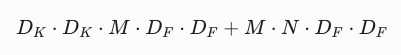 D_K · D_K · M · D_F · D_F + M · N · D_F · D_F